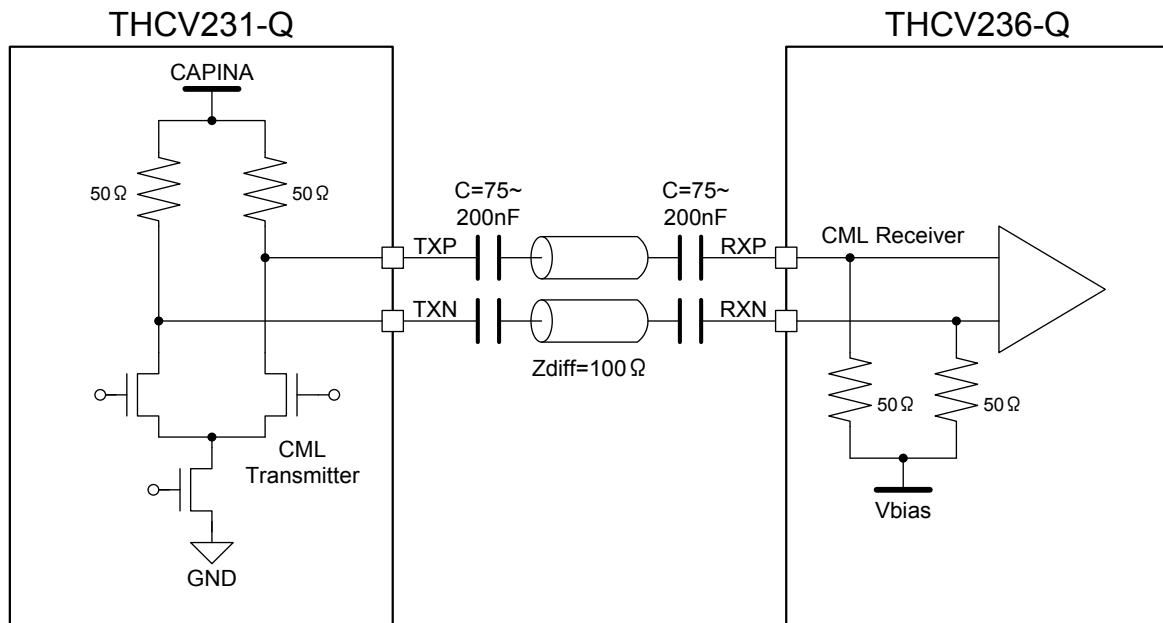 THCV231-Q
THCV236-Q
CAPINA
50Ω
50Ω
C=75~
200nF
C=75~
200nF
TXP
RXP
CML Receiver
TXN
RXN
Zdiff=100Ω
50Ω
50Ω
CML
Transmitter
Vbias
GND